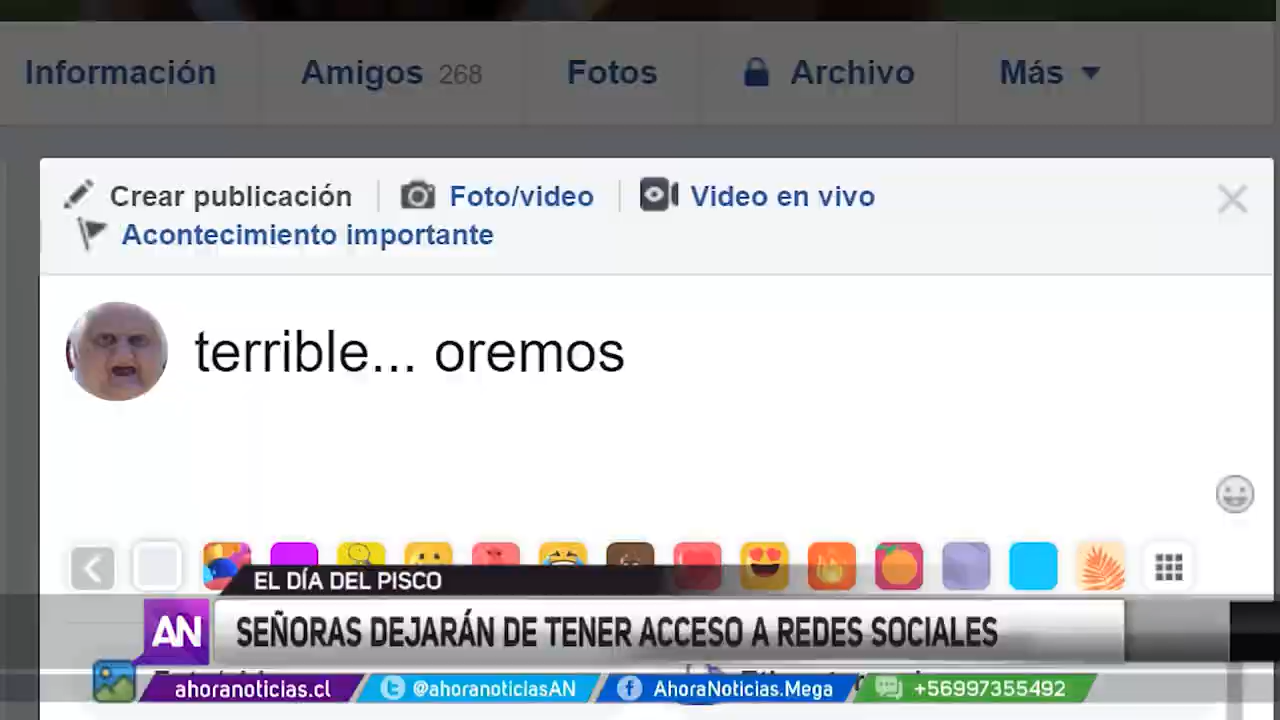 Información
Amigos 268
Fotos
Archivo
Más
Crear publicación
Foto/video
Video en vivo
Acontecimiento importante
terrible... oremos
EL DÍA DEL PISCO
AN
SEÑORAS DEJARÁN DE TENER ACCESO A REDES SOCIALES
ahoranoticias.cl
@ahoranoticiasAN
AhoraNoticias.Mega
+56997355492